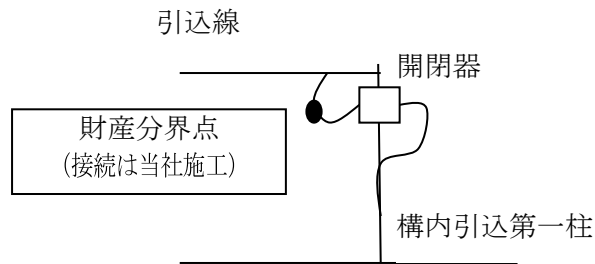 引込線
開閉器
財産分界点
(接続は当社施工)
構内引込第一柱